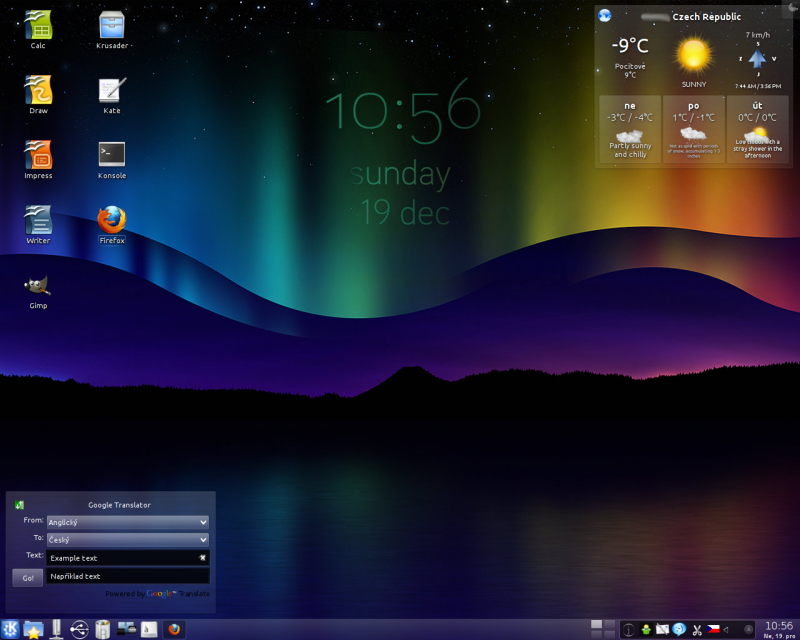 Calc
Krusader
Draw
Kate
Impress
Konsole
Writer
Firefox
Gimp
10:56
sunday
19 dec
Czech Republic
-9°C
Pocitově
9°C
SUNNY
7 km/h
S
Z V
J
7:44 AM / 3:56 PM
ne
-3°C / -4°C
Partly sunny
and chilly
po
1°C / -1°C
Not as cold with periods
of snow, accumulating 1-3
inches
út
0°C / 0°C
Low clouds with a
stray shower in the
afternoon
Google Translator
From: Anglický
To: Český
Text: Example text
Go! Například text
Powered by Google™ Translate
10:56
Ne, 19. pro